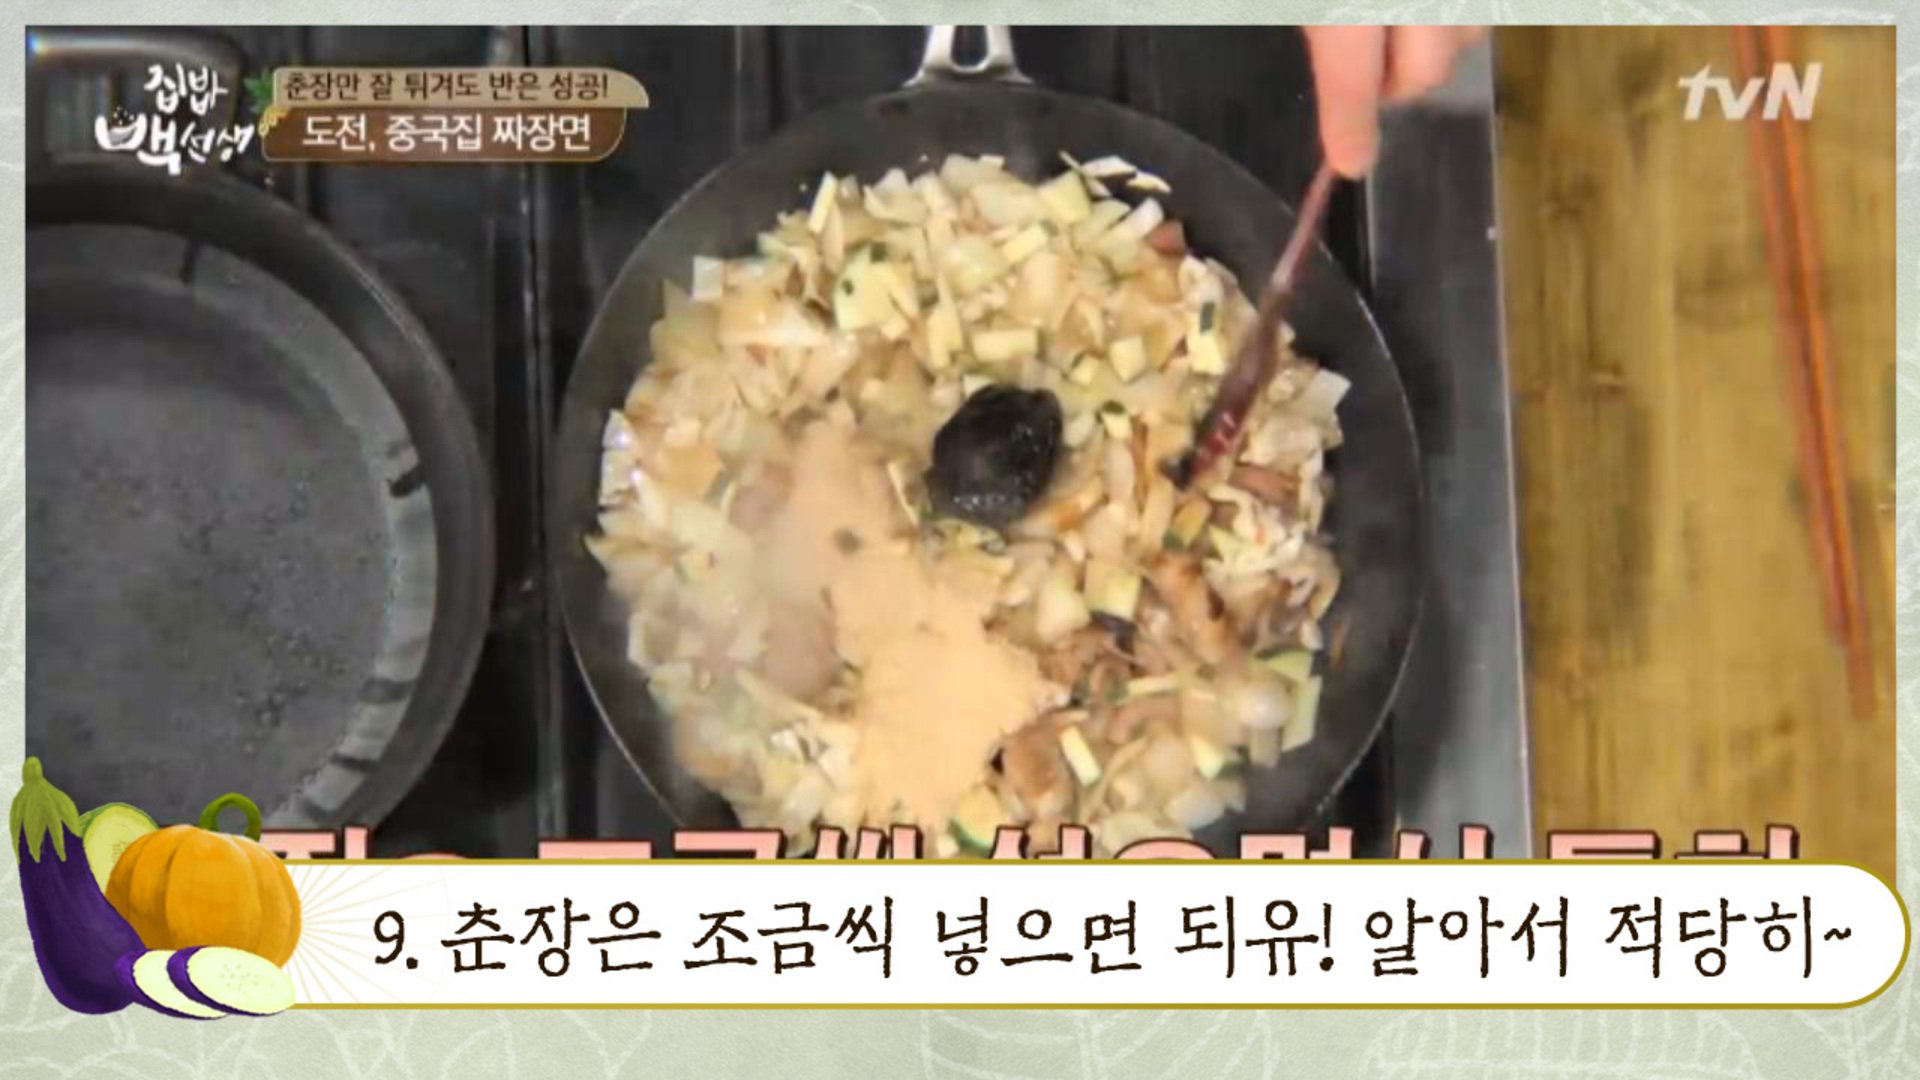 집밥
백선생
춘장만 잘 튀겨도 반은 성공!
도전, 중국집 짜장면
tvN
9. 춘장은 조금씩 넣으면 되유! 알아서 적당히~